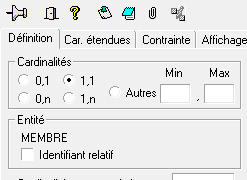 Définition Car. étendues Contrainte Affichage
Cardinalités
Min Max
0,1 1,1
Autres ,
0,n 1,n
Entité
MEMBRE
Identifiant relatif